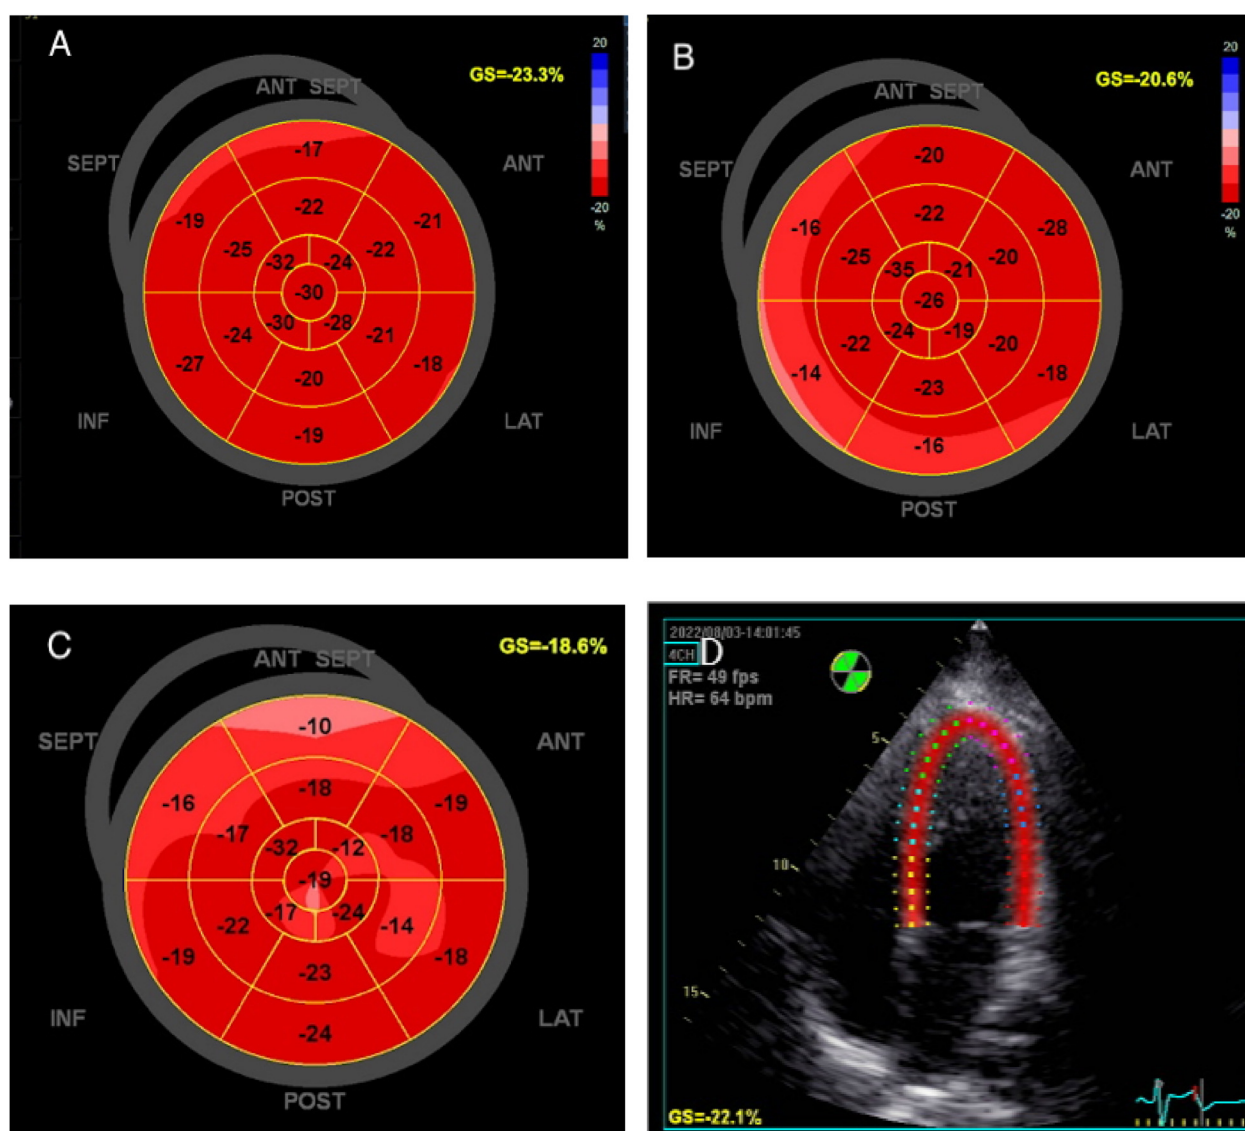 A
20
GS=-23.3%
ANT SEPT
SEPT
ANT
-17
-19
-22
-21
-25
-22
-32
-24
-20
%
-30
-30
-28
-24
-21
-27
-18
-20
INF
LAT
-19
POST
B
20
GS=-20.6%
ANT SEPT
SEPT
ANT
-20
-16
-22
-28
-25
-20
-35
-21
-20
%
-26
-24
-19
-22
-20
-14
-18
-23
INF
LAT
-16
POST
C
GS=-18.6%
ANT SEPT
SEPT
ANT
-10
-16
-18
-19
-17
-18
-32
-12
-19
-17
-24
-22
-14
-19
-18
-23
INF
LAT
-24
POST
2022/08/03-14:01:45
4CH
D
FR= 49 fps
HR= 64 bpm
5
10
15
GS=-22.1%